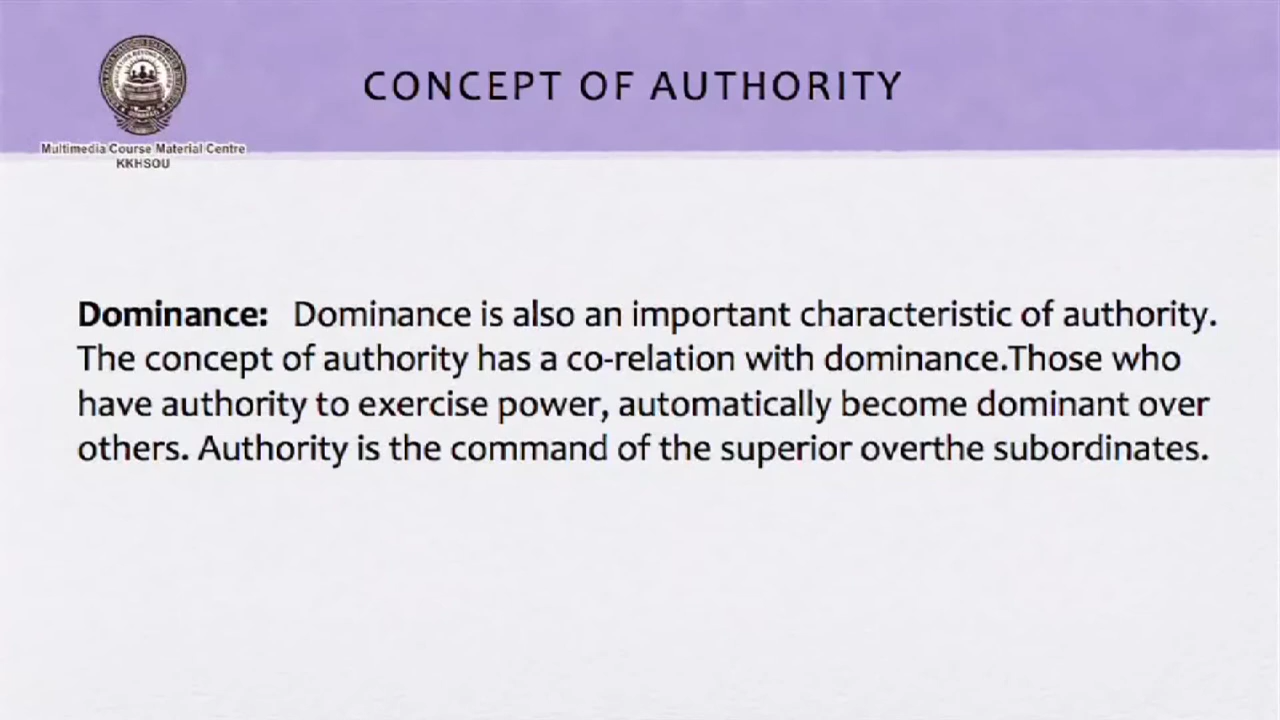 CONCEPT OF AUTHORITY
Multimedia Course Material Centre
KKHSOU
Dominance: Dominance is also an important characteristic of authority.
The concept of authority has a co-relation with dominance.Those who
have authority to exercise power, automatically become dominant over
others. Authority is the command of the superior overthe subordinates.